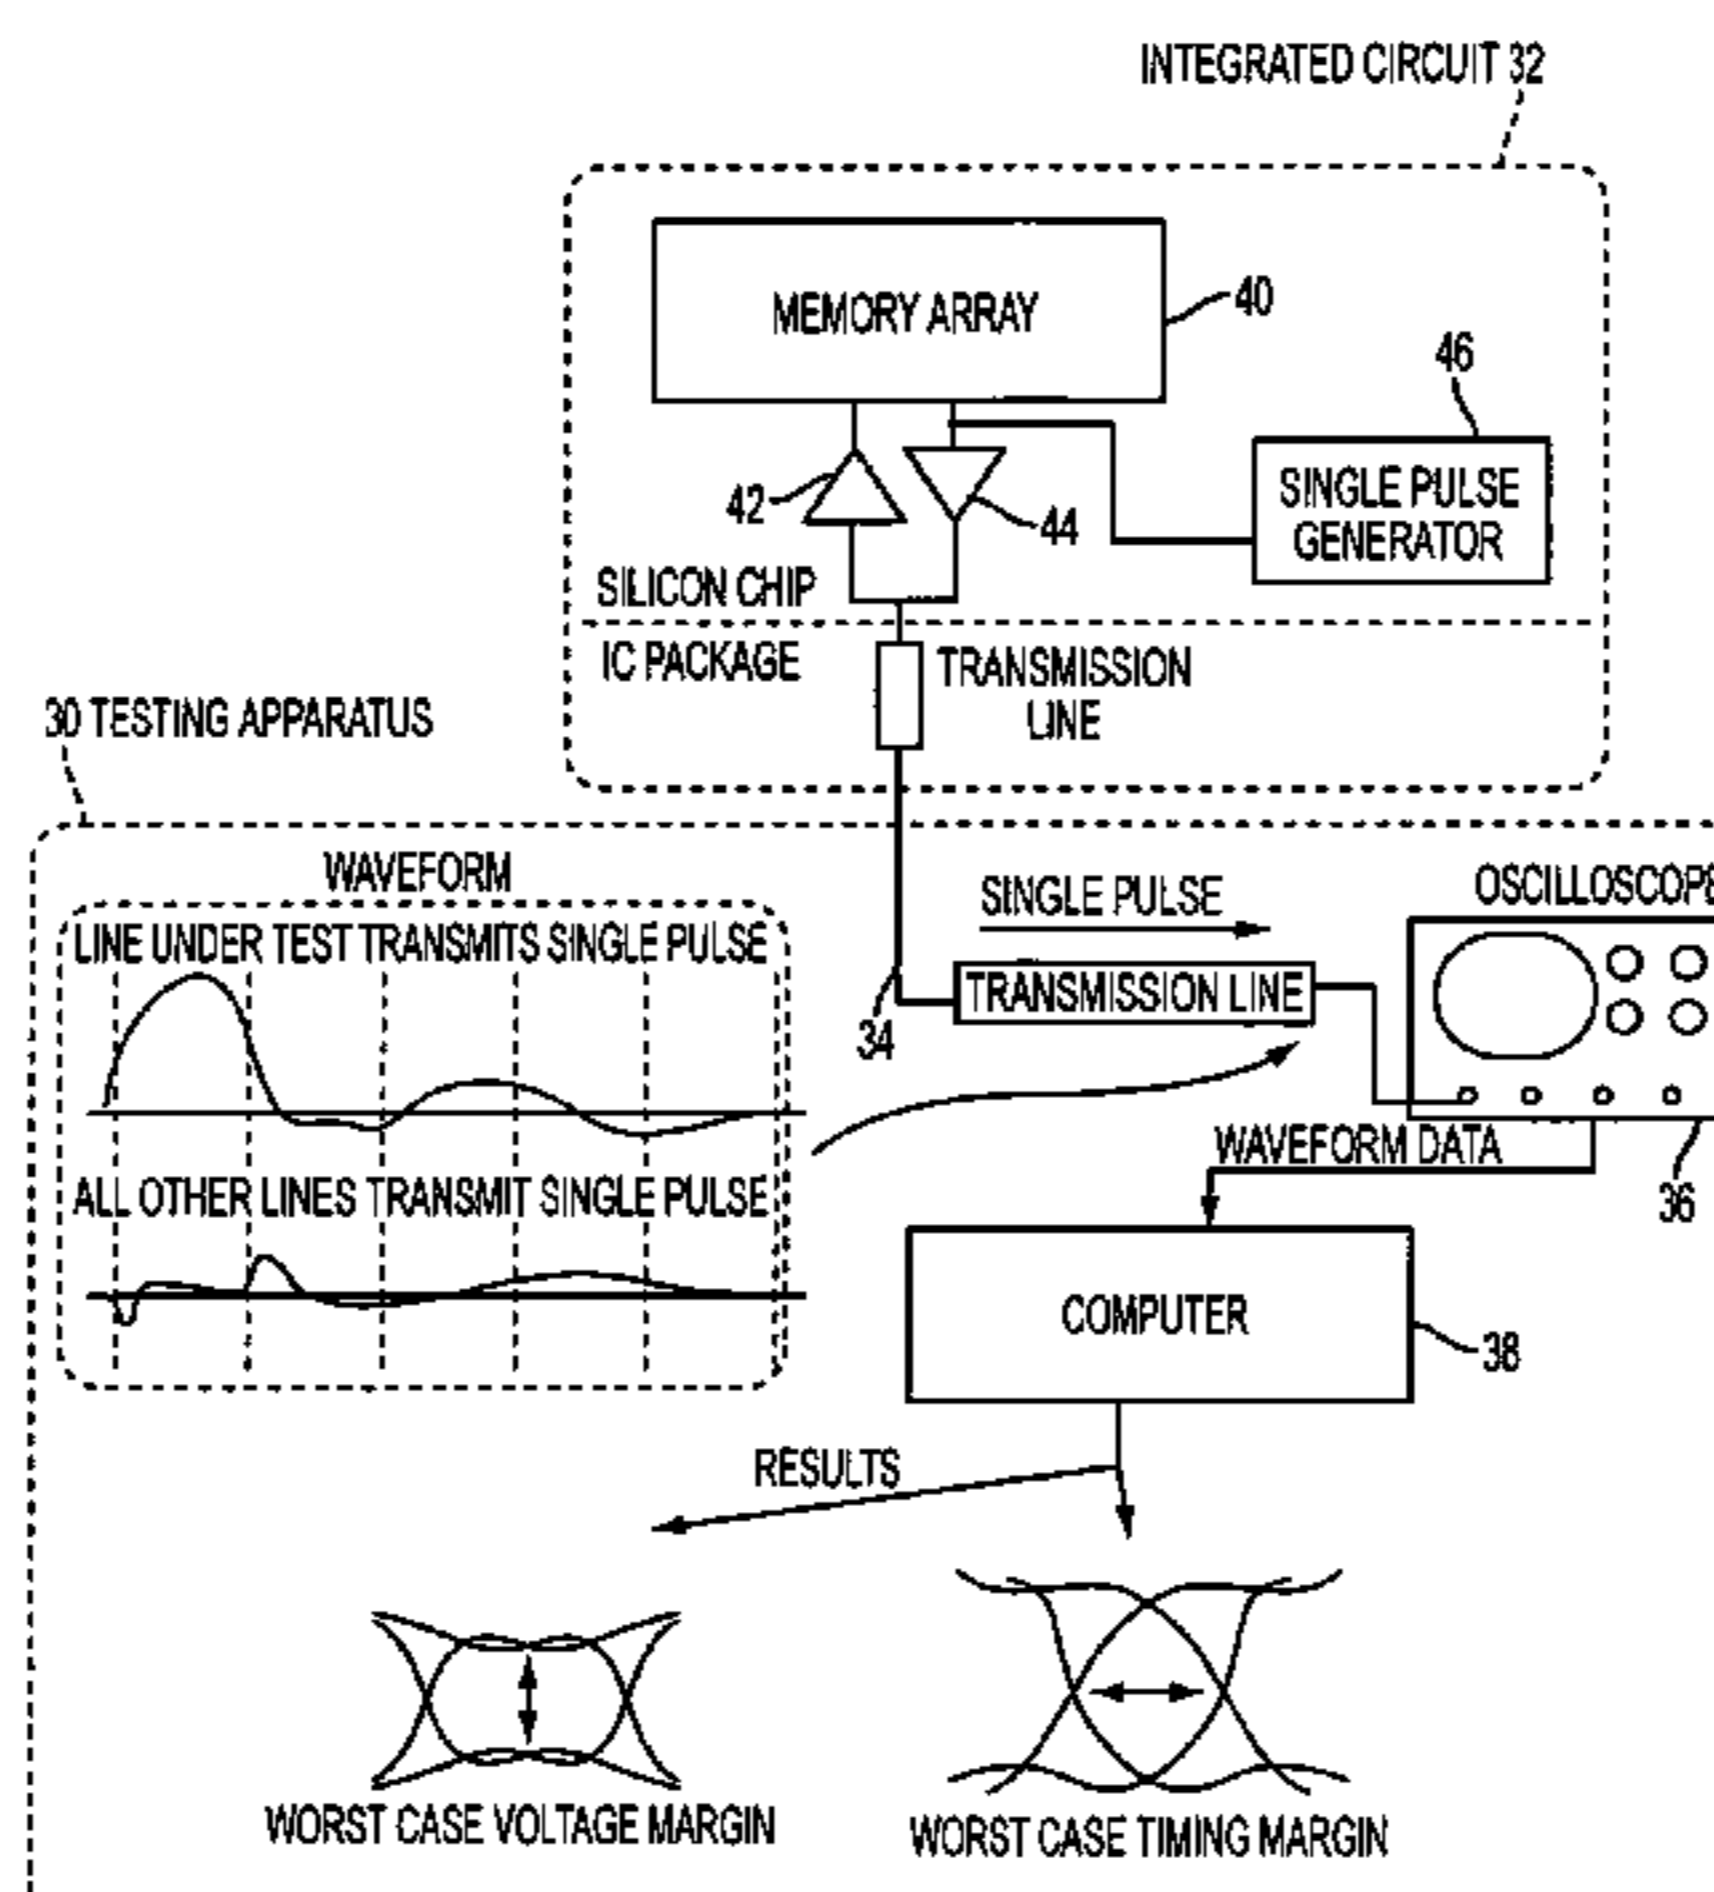 INTEGRATED CIRCUIT 32
MEMORY ARRAY
40
46
SINGLE PULSE
GENERATOR
42
44
SILICON CHIP
IC PACKAGE
TRANSMISSION
LINE
30 TESTING APPARATUS
WAVEFORM
LINE UNDER TEST TRANSMITS SINGLE PULSE
SINGLE PULSE
OSCILLOSCOPE
TRANSMISSION LINE
34
WAVEFORM DATA
36
ALL OTHER LINES TRANSMIT SINGLE PULSE
COMPUTER
38
RESULTS
WORST CASE VOLTAGE MARGIN
WORST CASE TIMING MARGIN